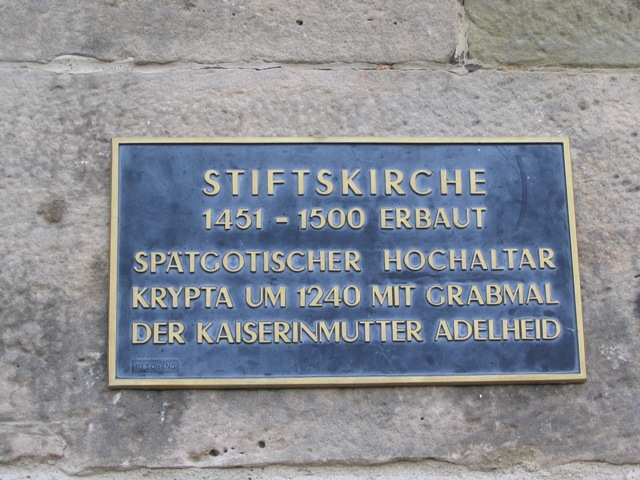 STIFTSKIRCHE
1451 - 1500 ERBAUT
SPÄTGOTISCHER HOCHALTAR
KRYPTA UM 1240 MIT GRABMAL
DER KAISERINMUTTER ADELHEID